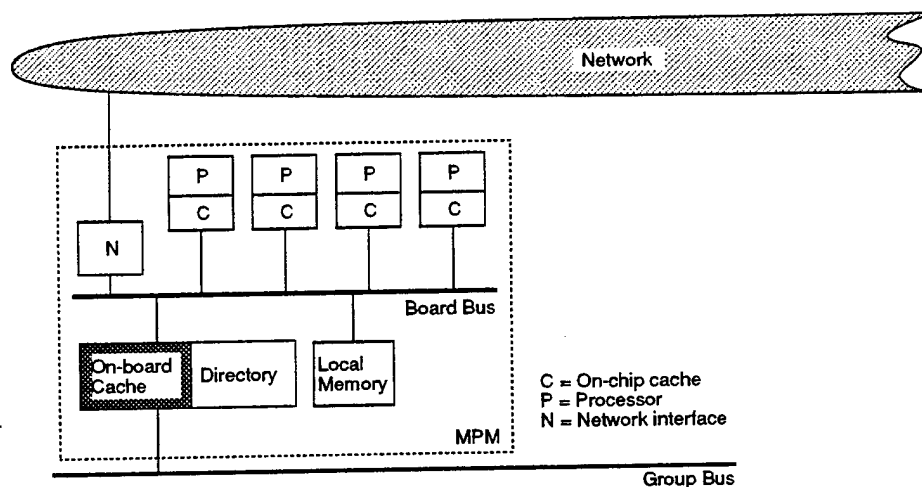 Network
P
P
P
P
C
C
C
C
N
Board Bus
On-board
Cache
Directory
Local
Memory
C = On-chip cache
P = Processor
N = Network interface
MPM
Group Bus